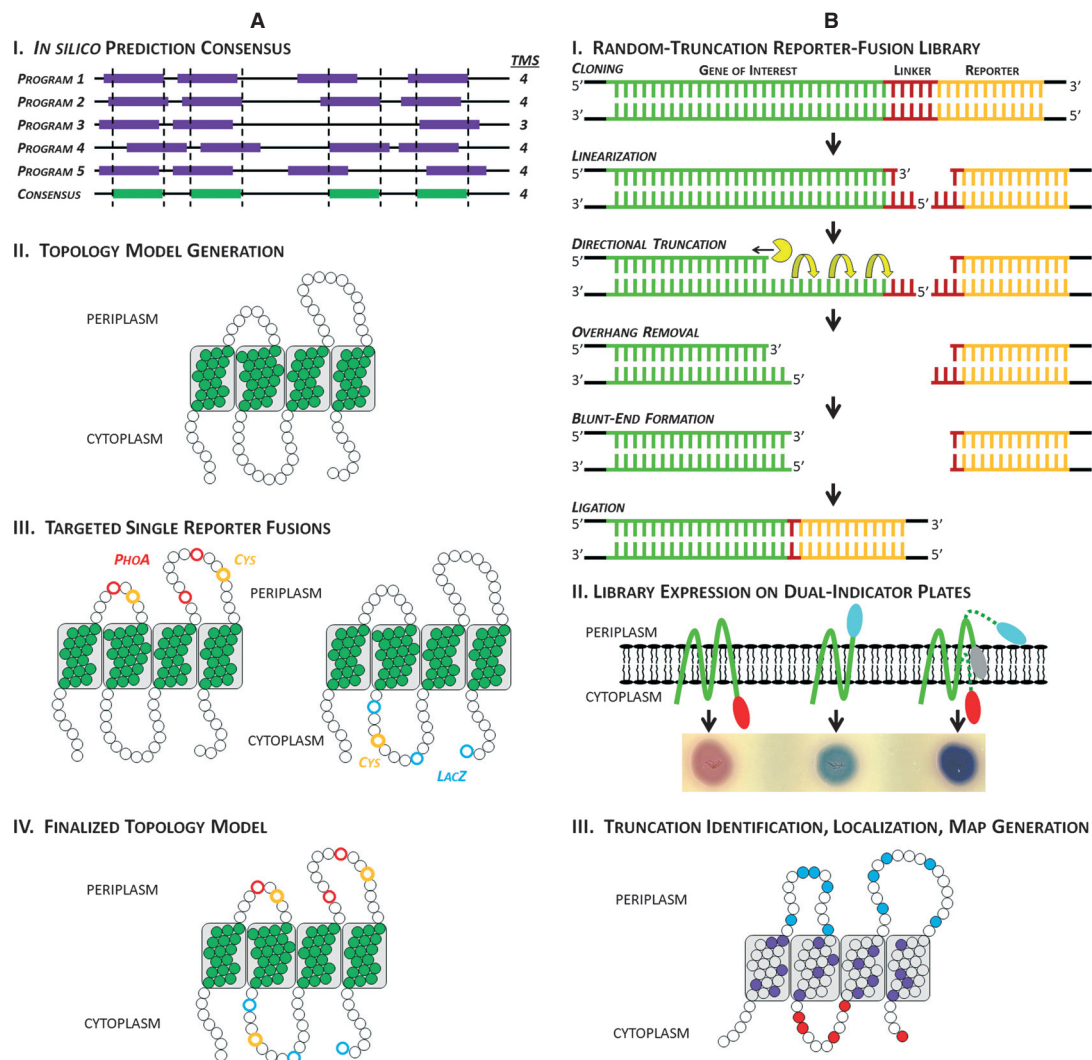 A
I. IN SILICO PREDICTION CONSENSUS
TMS
PROGRAM 1 4
PROGRAM 2 4
PROGRAM 3 3
PROGRAM 4 4
PROGRAM 5 4
CONSENSUS 4
II. TOPOLOGY MODEL GENERATION
PERIPLASM
CYTOPLASM
III. TARGETED SINGLE REPORTER FUSIONS
PHOA CYS
PERIPLASM
CYTOPLASM
CYS LACZ
IV. FINALIZED TOPOLOGY MODEL
PERIPLASM
CYTOPLASM
B
I. RANDOM-TRUNCATION REPORTER-FUSION LIBRARY
CLONING GENE OF INTEREST LINKER REPORTER
5′ 3′
3′ 5′
LINEARIZATION
5′ 3′
3′ 5′
DIRECTIONAL TRUNCATION
5′
3′ 5′
OVERHANG REMOVAL
5′ 3′
3′ 5′
BLUNT-END FORMATION
5′ 3′
3′ 5′
LIGATION
5′ 3′
3′ 5′
II. LIBRARY EXPRESSION ON DUAL-INDICATOR PLATES
PERIPLASM
CYTOPLASM
III. TRUNCATION IDENTIFICATION, LOCALIZATION, MAP GENERATION
PERIPLASM
CYTOPLASM